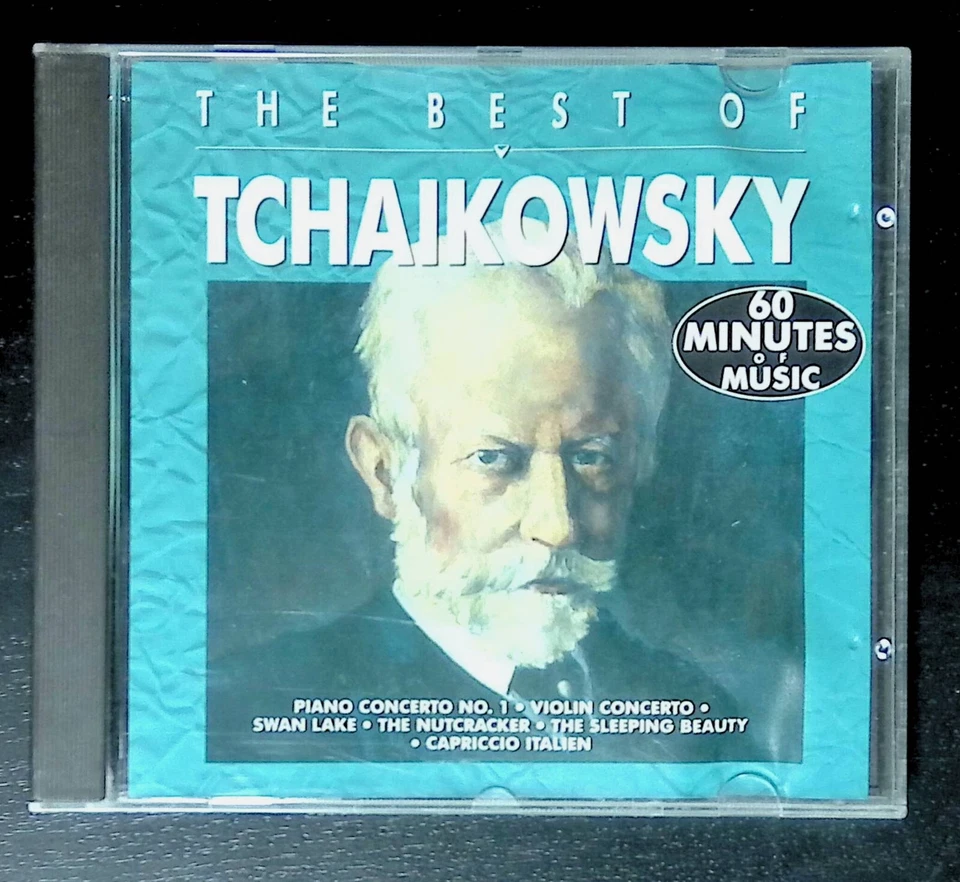 THE BEST OF
TCHAIKOWSKY
60
MINUTES
OF
MUSIC
PIANO CONCERTO NO. 1 • VIOLIN CONCERTO •
SWAN LAKE • THE NUTCRACKER • THE SLEEPING BEAUTY
• CAPRICCIO ITALIEN